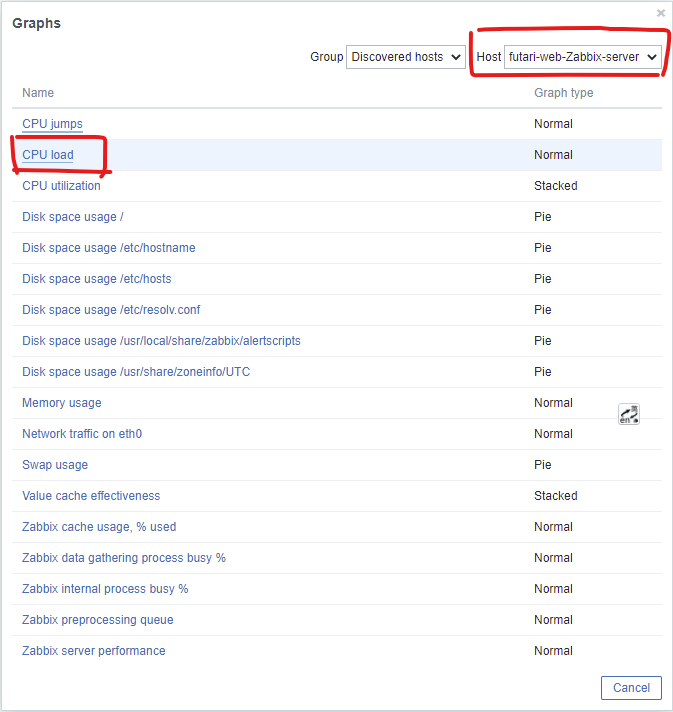 Graphs
Group Discovered hosts Host futari-web-Zabbix-server
Name Graph type
CPU jumps Normal
CPU load Normal
CPU utilization Stacked
Disk space usage / Pie
Disk space usage /etc/hostname Pie
Disk space usage /etc/hosts Pie
Disk space usage /etc/resolv.conf Pie
Disk space usage /usr/local/share/zabbix/alertscripts Pie
Disk space usage /usr/share/zoneinfo/UTC Pie
Memory usage Normal
en
Network traffic on eth0 Normal
Swap usage Pie
Value cache effectiveness Stacked
Zabbix cache usage, % used Normal
Zabbix data gathering process busy % Normal
Zabbix internal process busy % Normal
Zabbix preprocessing queue Normal
Zabbix server performance Normal
Cancel